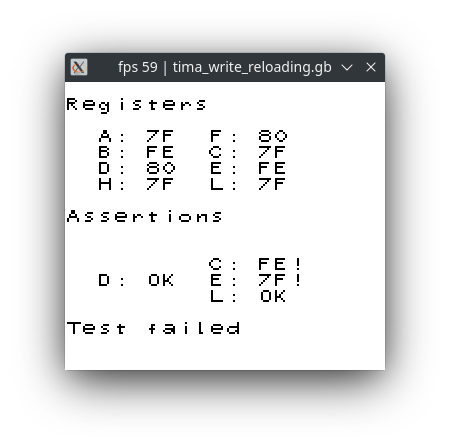 fps 59 | tima_write_reloading.gb
Registers
A: 7F F: 80
B: FE C: 7F
D: 80 E: FE
H: 7F L: 7F
Assertions
C: FE!
D: OK E: 7F!
L: OK
Test failed